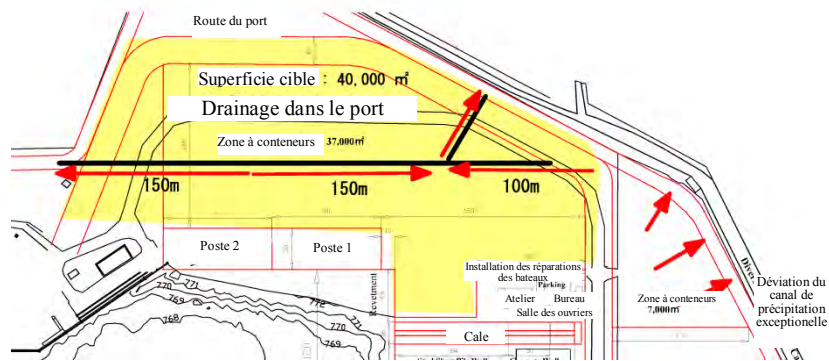 Route du port
Superficie cible : 40,000 ㎡
Drainage dans le port
Zone à conteneurs 37,000㎡
150m
150m
100m
Poste 2
Poste 1
Revetment
Installation des réparations
des bateaux
Parking
Atelier Bureau
Salle des ouvriers
Cale
Zone à conteneurs
7,000㎡
Déviation du
canal de
précipitation
exceptionelle
771
770
769
768
772
771
770
769